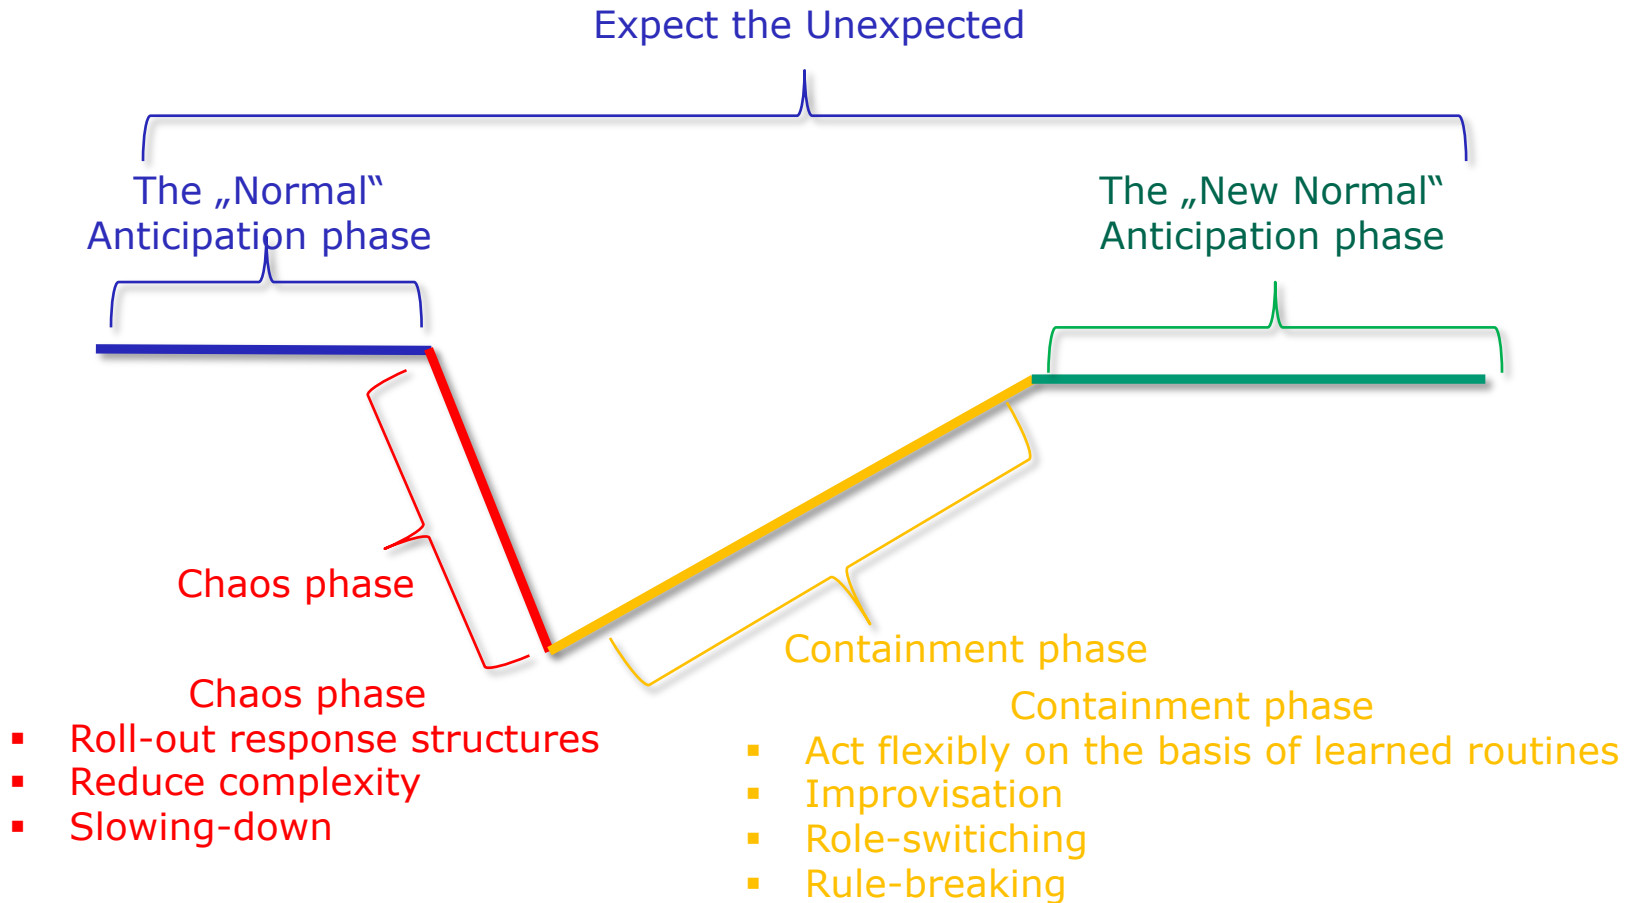 Expect the Unexpected
The „Normal“
Anticipation phase
The „New Normal“
Anticipation phase
Chaos phase
Containment phase
Chaos phase
▪ Roll-out response structures
▪ Reduce complexity
▪ Slowing-down
Containment phase
▪ Act flexibly on the basis of learned routines
▪ Improvisation
▪ Role-switiching
▪ Rule-breaking